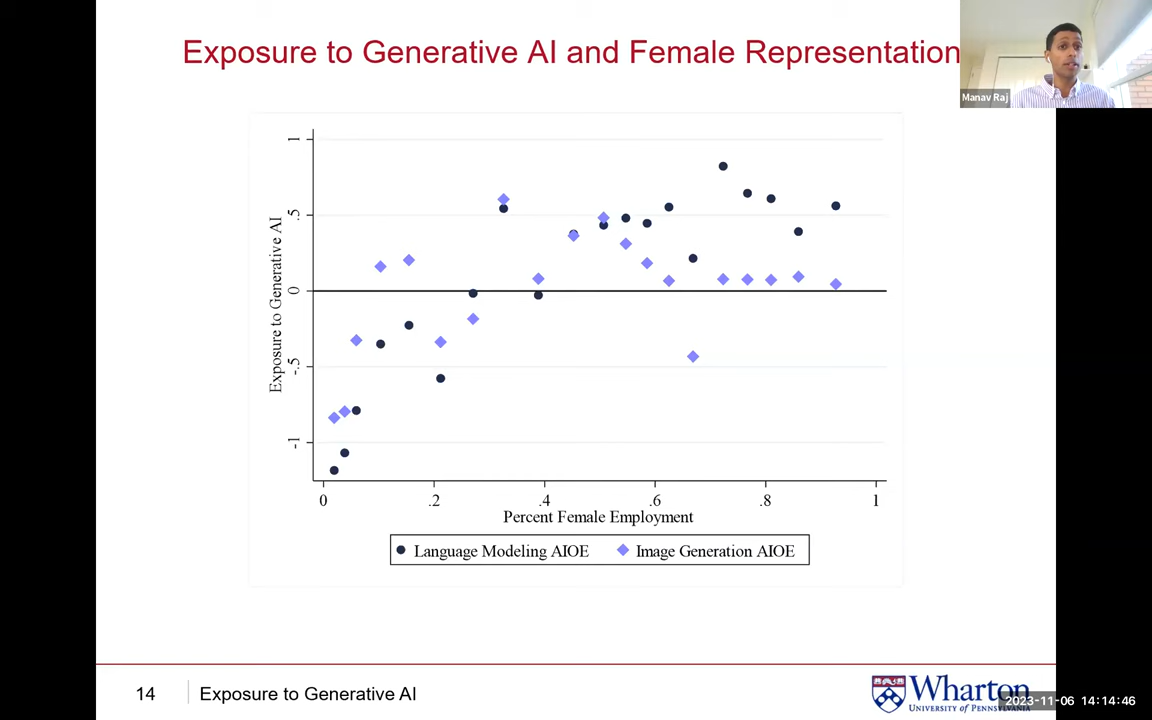 Exposure to Generative AI and Female Representation
Manav Raj
Exposure to Generative AI
1
.5
0
-.5
-1
0 .2 .4 .6 .8 1
Percent Female Employment
Language Modeling AIOE Image Generation AIOE
14 Exposure to Generative AI
Wharton
UNIVERSITY OF PENNSYLVANIA
2023-11-06 14:14:46